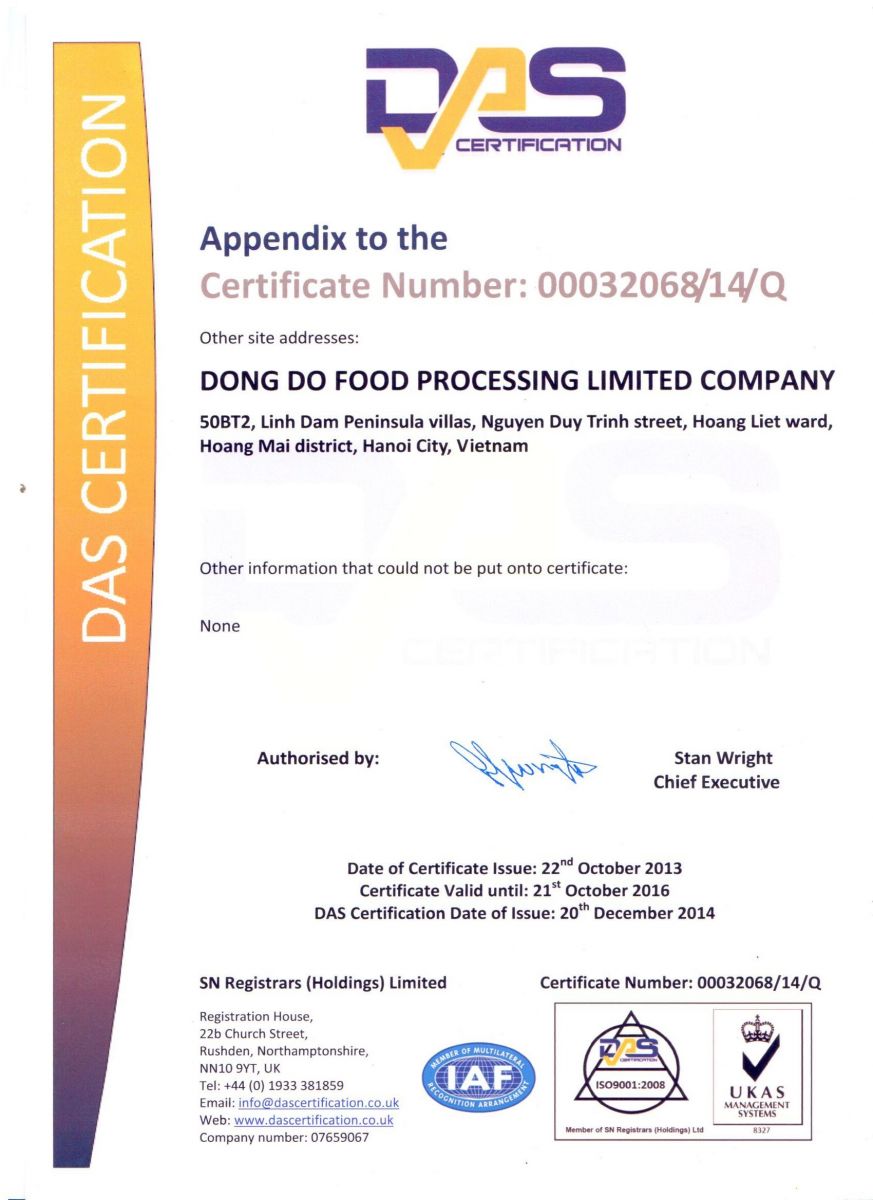 DAS
CERTIFICATION
DAS CERTIFICATION
Appendix to the
Certificate Number: 00032068/14/Q
Other site addresses:
DONG DO FOOD PROCESSING LIMITED COMPANY
50BT2, Linh Dam Peninsula villas, Nguyen Duy Trinh street, Hoang Liet ward,
Hoang Mai district, Hanoi City, Vietnam
Other information that could not be put onto certificate:
None
DAS
CERTIFICATION
Authorised by:
Stan Wright
Chief Executive
Date of Certificate Issue: 22nd October 2013
Certificate Valid until: 21st October 2016
DAS Certification Date of Issue: 20th December 2014
SN Registrars (Holdings) Limited
Certificate Number: 00032068/14/Q
Registration House,
22b Church Street,
Rushden, Northamptonshire,
NN10 9YT, UK
Tel: +44 (0) 1933 381859
Email: info@dascertification.co.uk
Web: www.dascertification.co.uk
Company number: 07659067
MEMBER OF MULTILATERAL
IAF
RECOGNITION ARRANGEMENT
DAS
CERTIFICATION
ISO9001:2008
Member of SN Registrars (Holdings) Ltd
UKAS
MANAGEMENT
SYSTEMS
8327